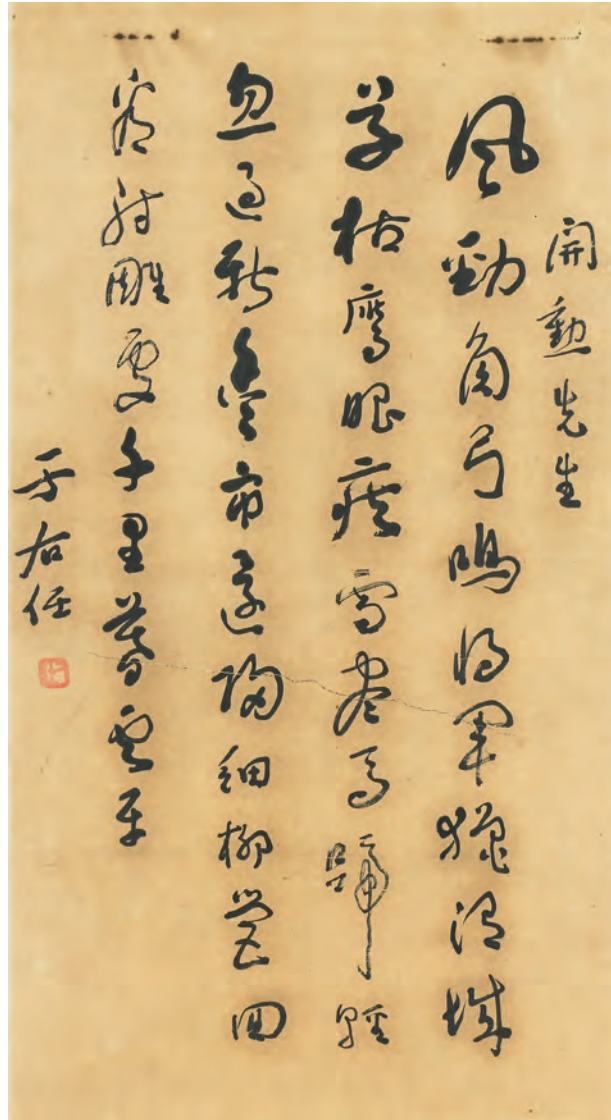 開勳先生
風勁角弓鳴將軍獵渭城
草枯鷹眼疾雪盡馬蹄輕
忽過新豐市還歸細柳營回
看射雕處千里暮雲平
于右任